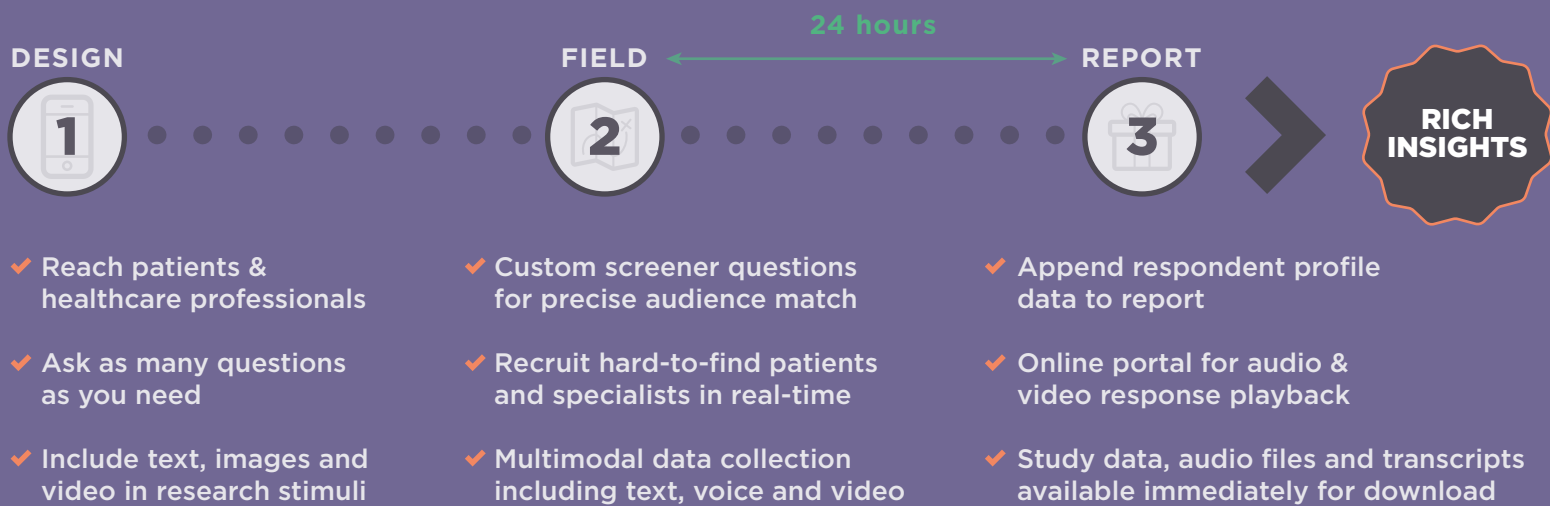 24 hours
DESIGN
FIELD
REPORT
1
2
3
RICH
INSIGHTS
Reach patients &
healthcare professionals
Ask as many questions
as you need
Include text, images and
video in research stimuli
Custom screener questions
for precise audience match
Recruit hard-to-find patients
and specialists in real-time
Multimodal data collection
including text, voice and video
Append respondent profile
data to report
Online portal for audio &
video response playback
Study data, audio files and transcripts
available immediately for download